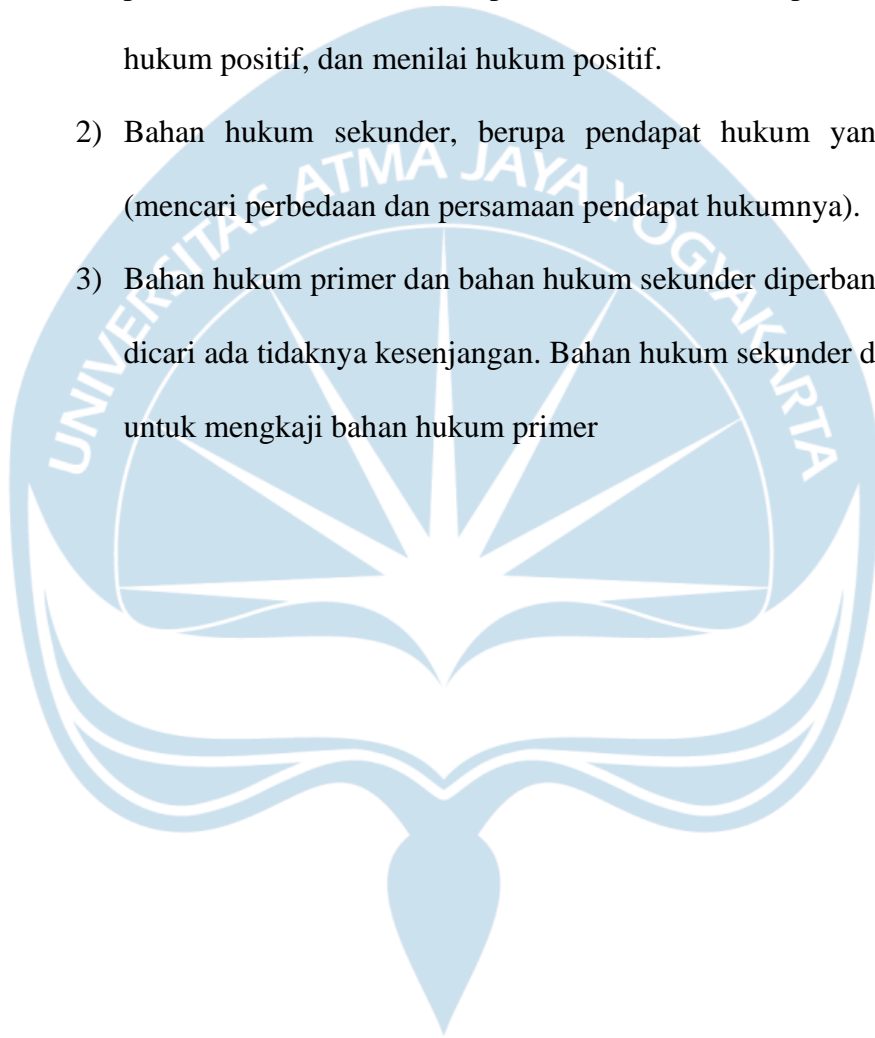 hukum positif, dan menilai hukum positif.
2) Bahan hukum sekunder, berupa pendapat hukum yan
(mencari perbedaan dan persamaan pendapat hukumnya).
3) Bahan hukum primer dan bahan hukum sekunder diperban
dicari ada tidaknya kesenjangan. Bahan hukum sekunder d
untuk mengkaji bahan hukum primer
UNIVERSITAS ATMA JAYA YOGYAKARTA